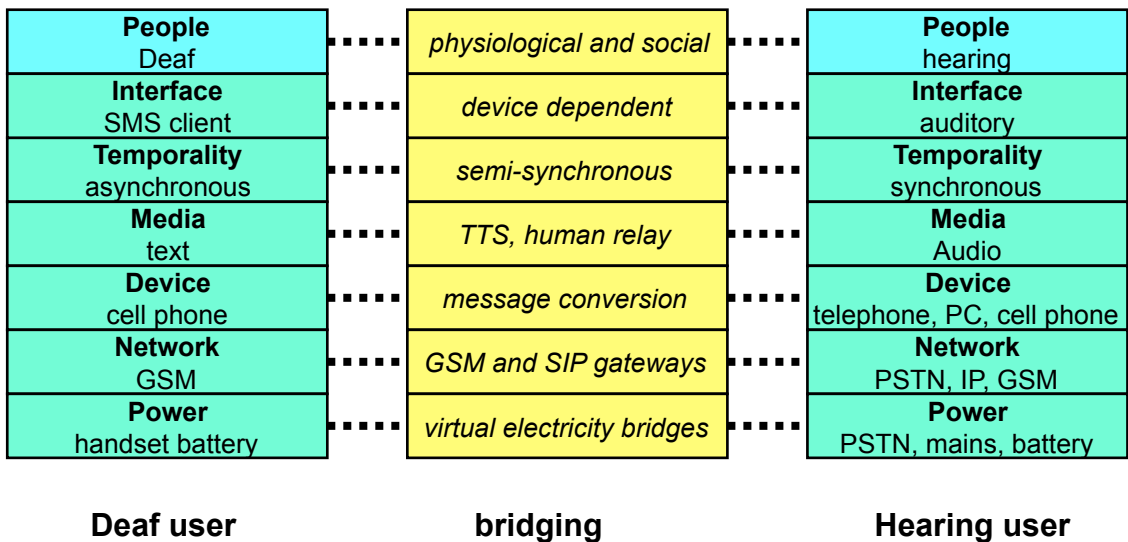 People
Deaf
physiological and social
People
hearing
Interface
SMS client
device dependent
Interface
auditory
Temporality
asynchronous
semi-synchronous
Temporality
synchronous
Media
text
TTS, human relay
Media
Audio
Device
cell phone
message conversion
Device
telephone, PC, cell phone
Network
GSM
GSM and SIP gateways
Network
PSTN, IP, GSM
Power
handset battery
virtual electricity bridges
Power
PSTN, mains, battery
Deaf user
bridging
Hearing user